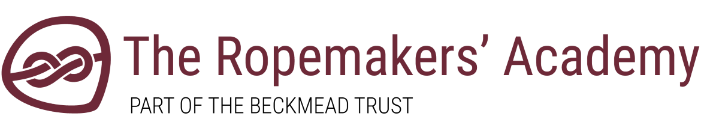 The Ropemakers’ Academy
PART OF THE BECKMEAD TRUST